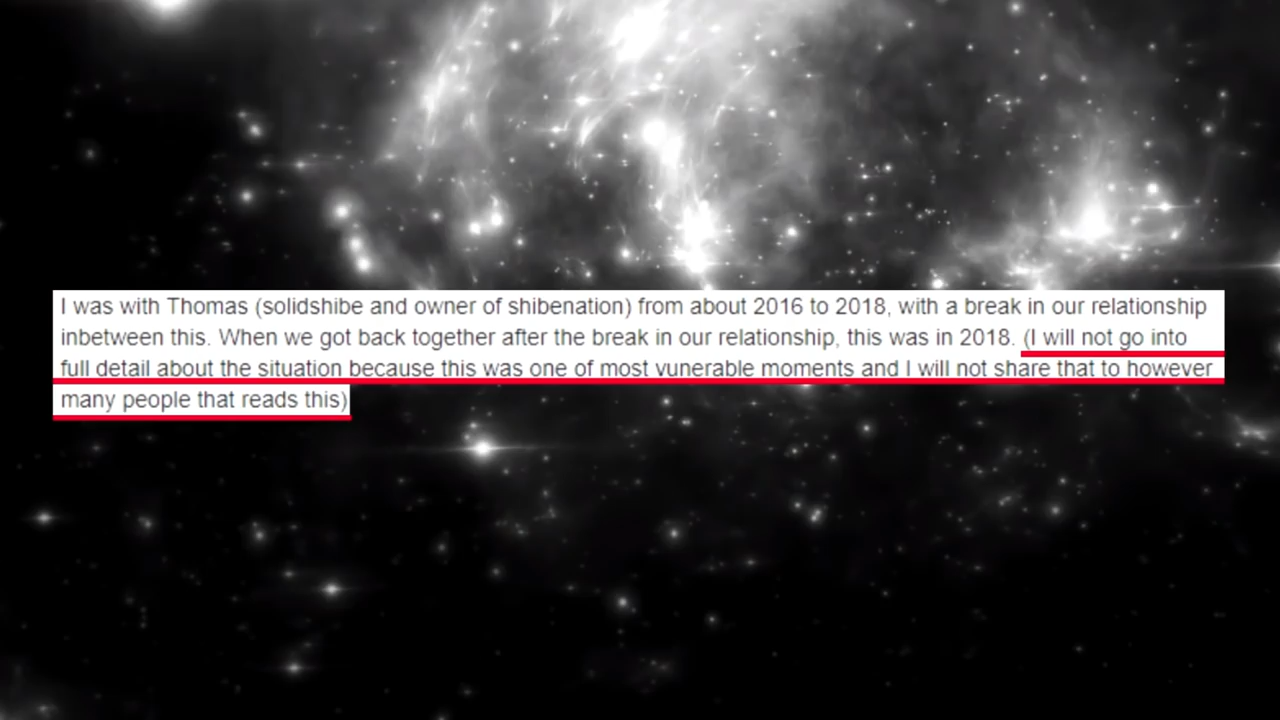 I was with Thomas (solidshibe and owner of shibenation) from about 2016 to 2018, with a break in our relationship
inbetween this. When we got back together after the break in our relationship, this was in 2018. (I will not go into
full detail about the situation because this was one of most vunerable moments and I will not share that to however
many people that reads this)